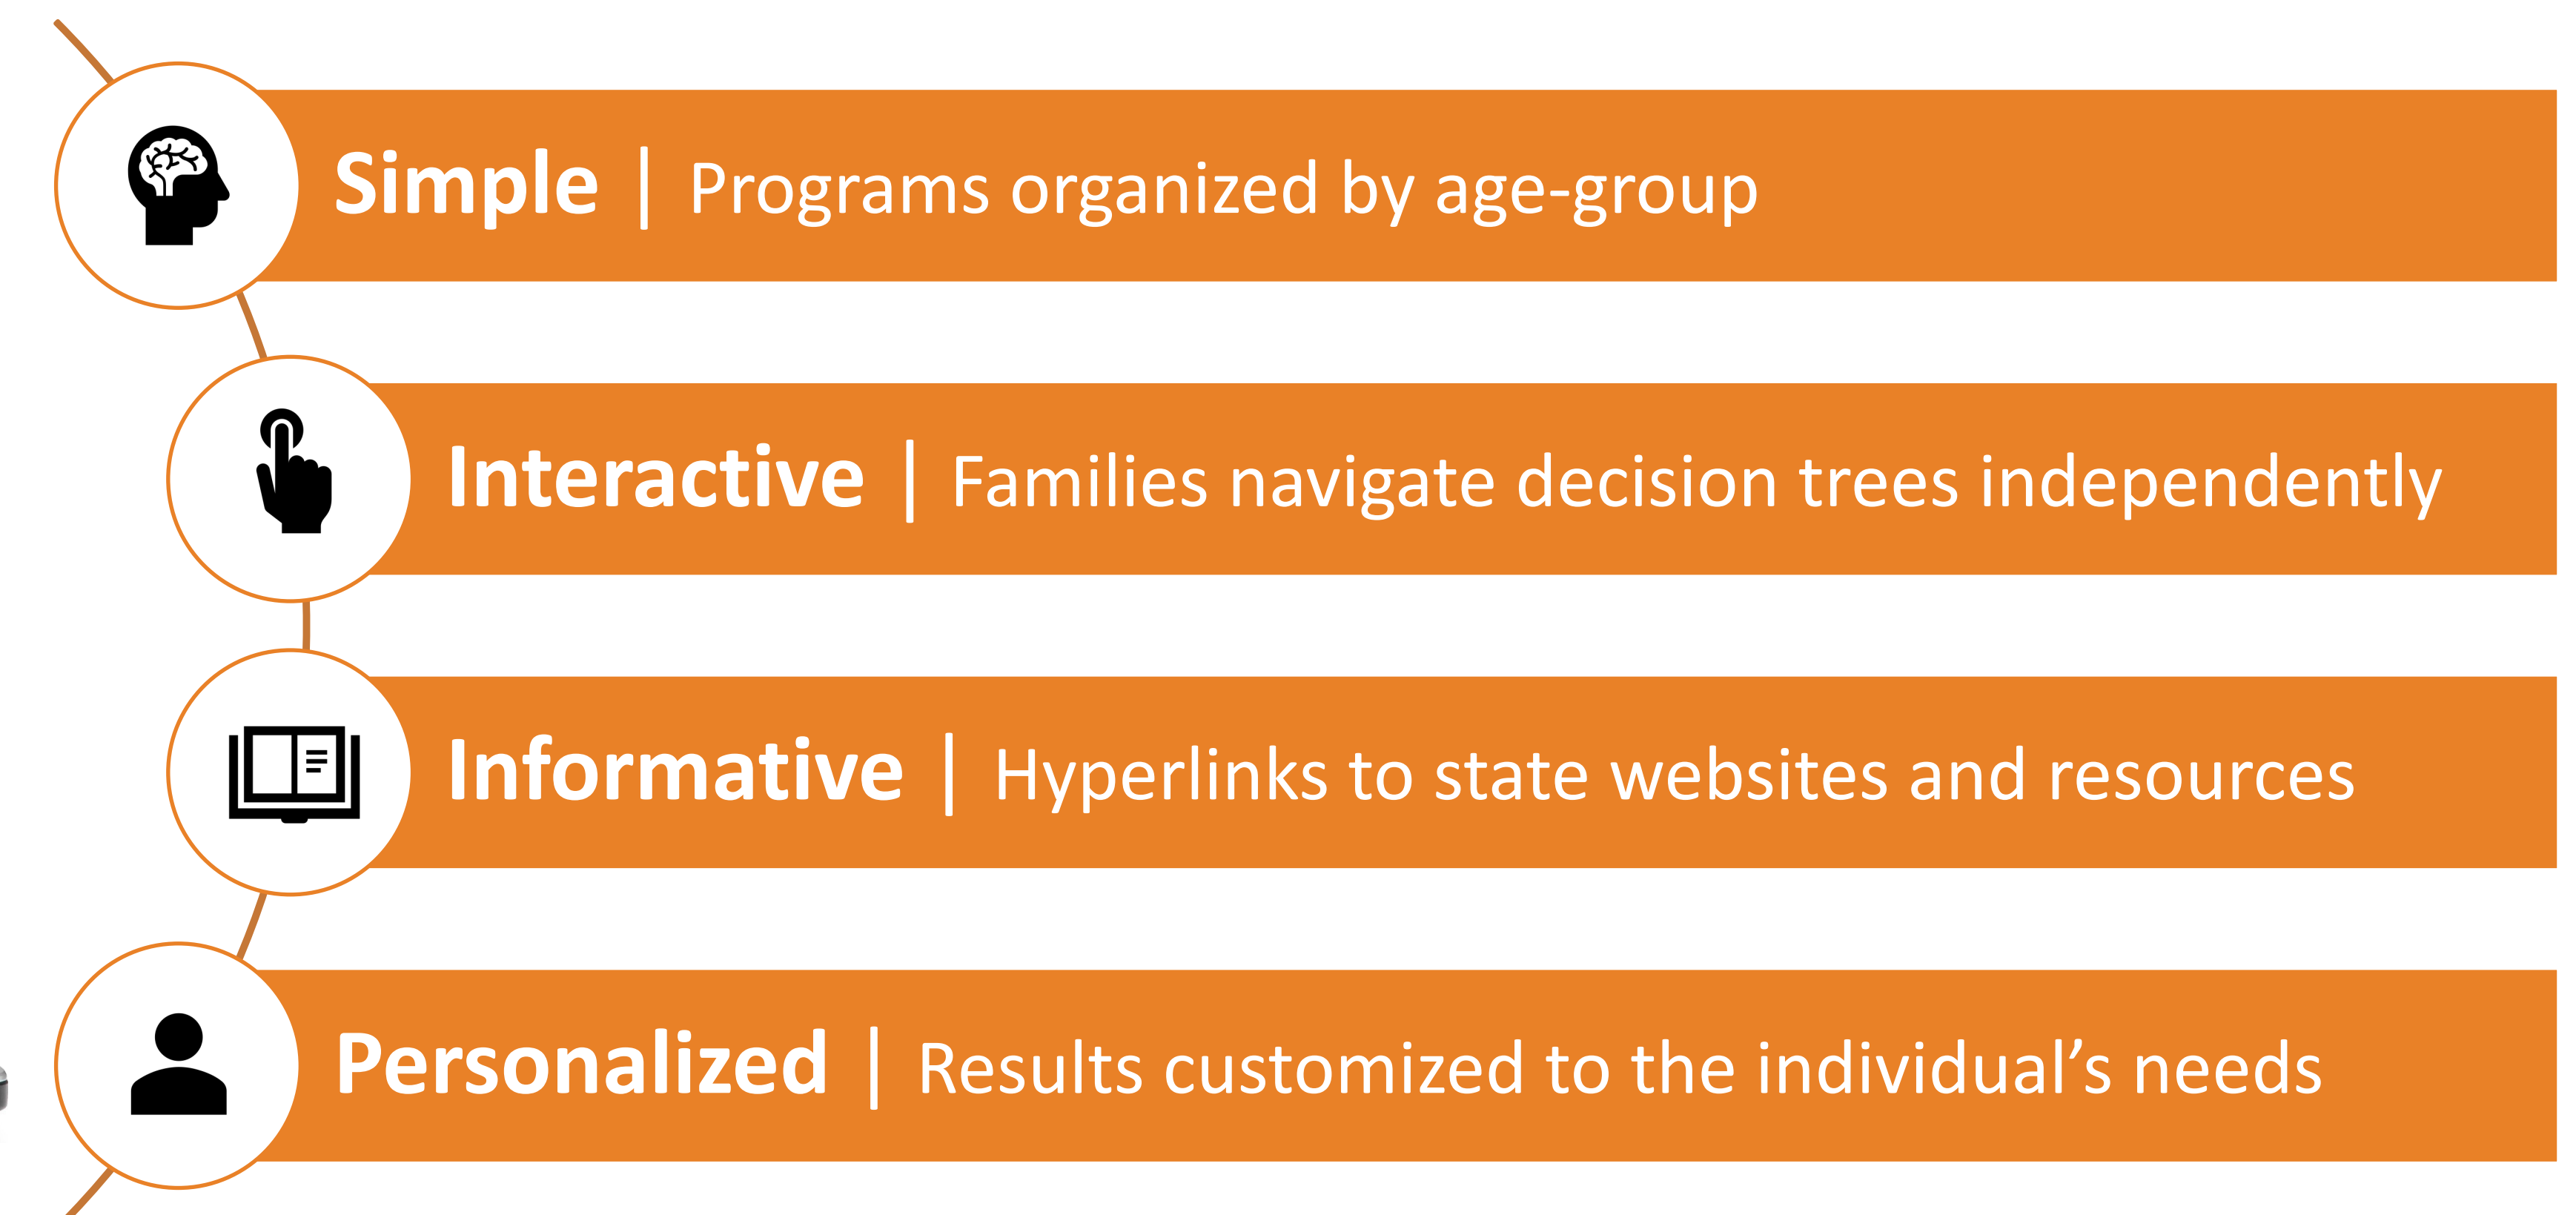 Simple | Programs organized by age-group
Interactive | Families navigate decision trees independently
Informative | Hyperlinks to state websites and resources
Personalized | Results customized to the individual’s needs